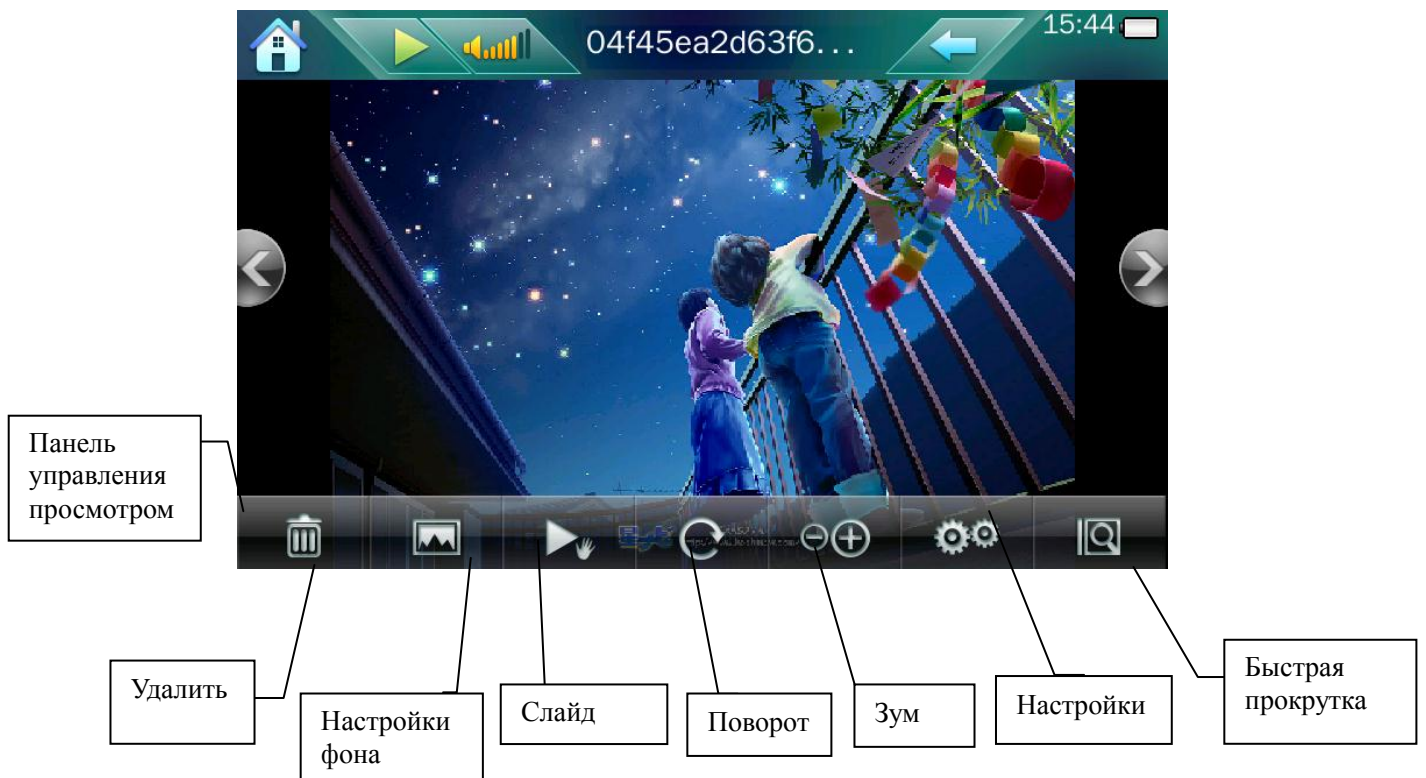 04f45ea2d63f6...
15:44
Панель
управления
просмотром
Удалить
Настройки
фона
Слайд
Поворот
Зум
Настройки
Быстрая
прокрутка